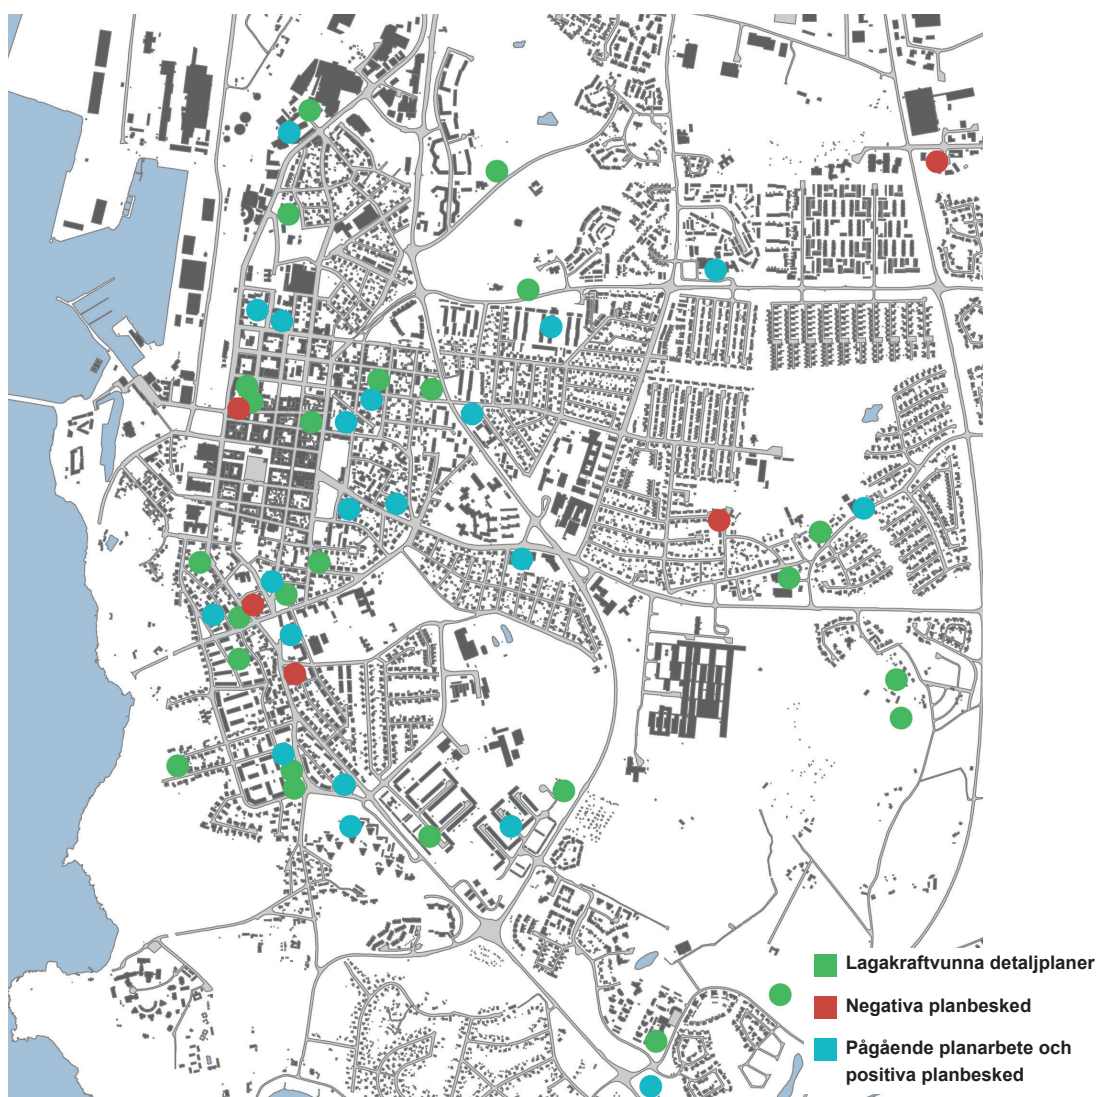 Lagakraftvunna detaljplaner
Negativa planbesked
Pågående planarbete och
positiva planbesked